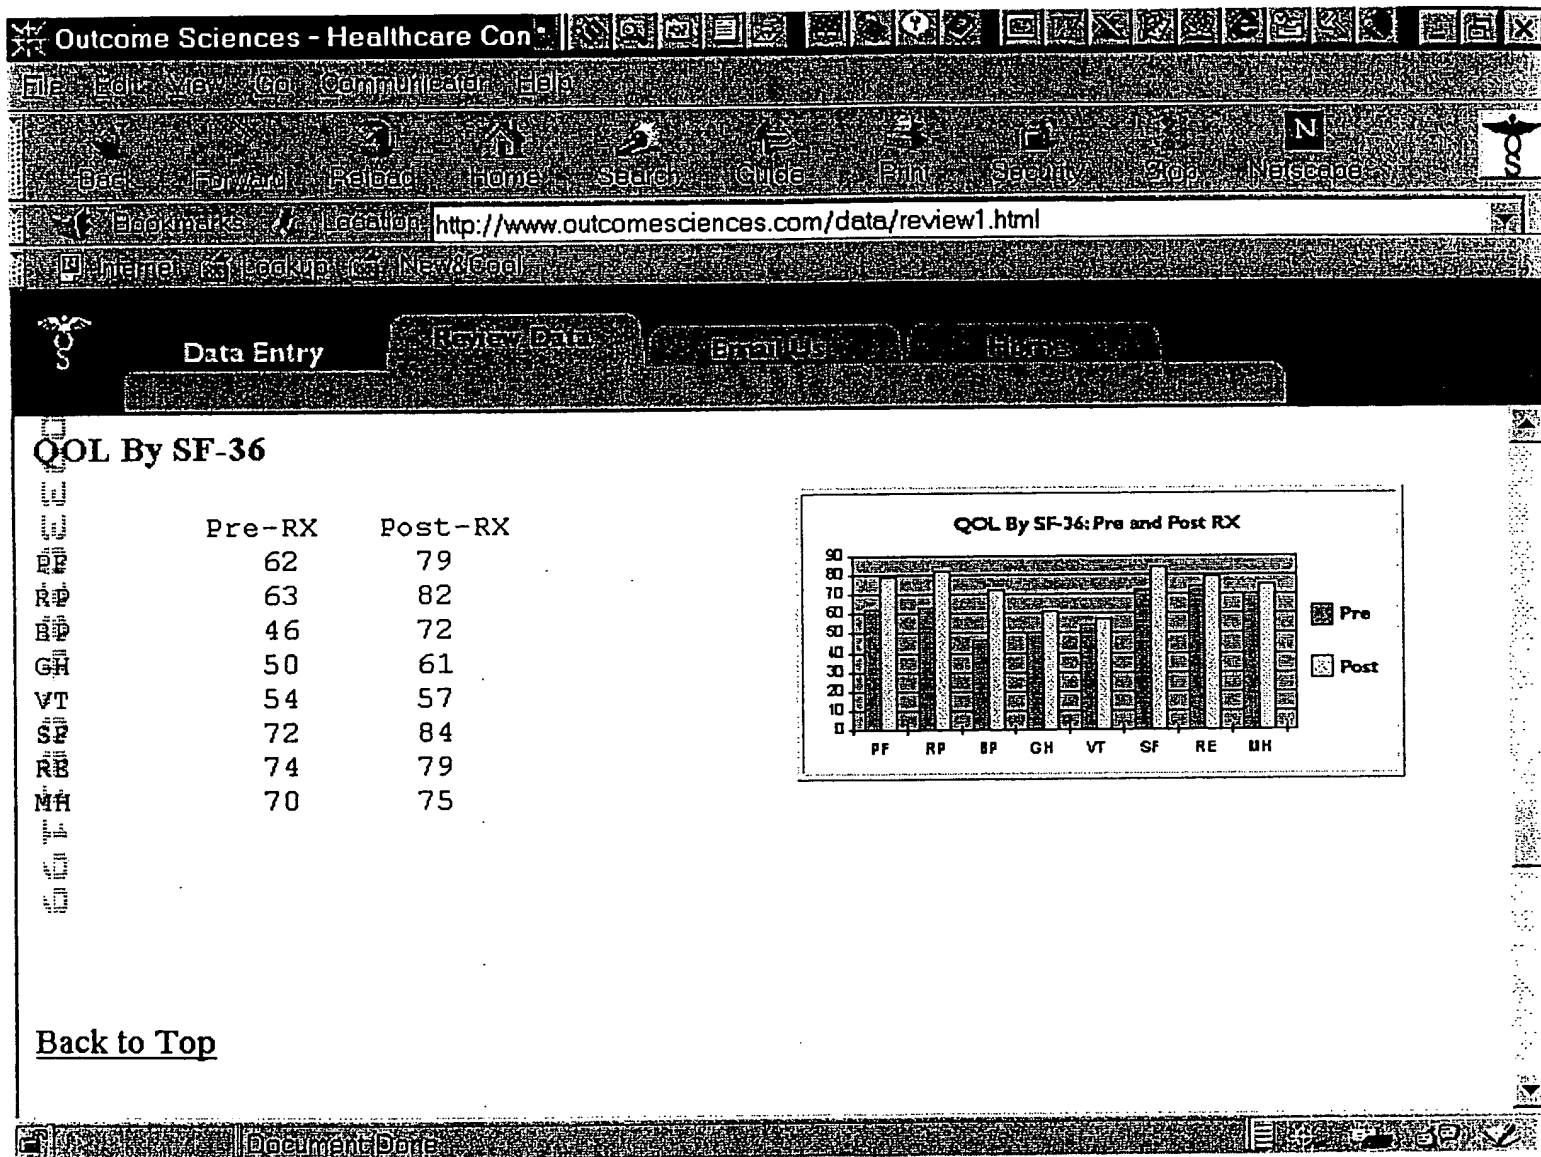 Outcome Sciences - Healthcare Con
File Edit View Go Communicator Help
Back Forward Reload Home Search Guide Print Security Stop Netscape
Bookmarks Location: http://www.outcomesciences.com/data/review1.html
Internet Lookup New&Cool
Data Entry Review Data Email Us Home
QOL By SF-36
Pre-RX Post-RX
PF 62 79
RP 63 82
BP 46 72
GH 50 61
VT 54 57
SF 72 84
RE 74 79
MH 70 75
QOL By SF-36: Pre and Post RX
90
80
70
60
50
40
30
20
10
0
PF RP BP GH VT SF RE MH
Pre
Post
Back to Top
Document Done